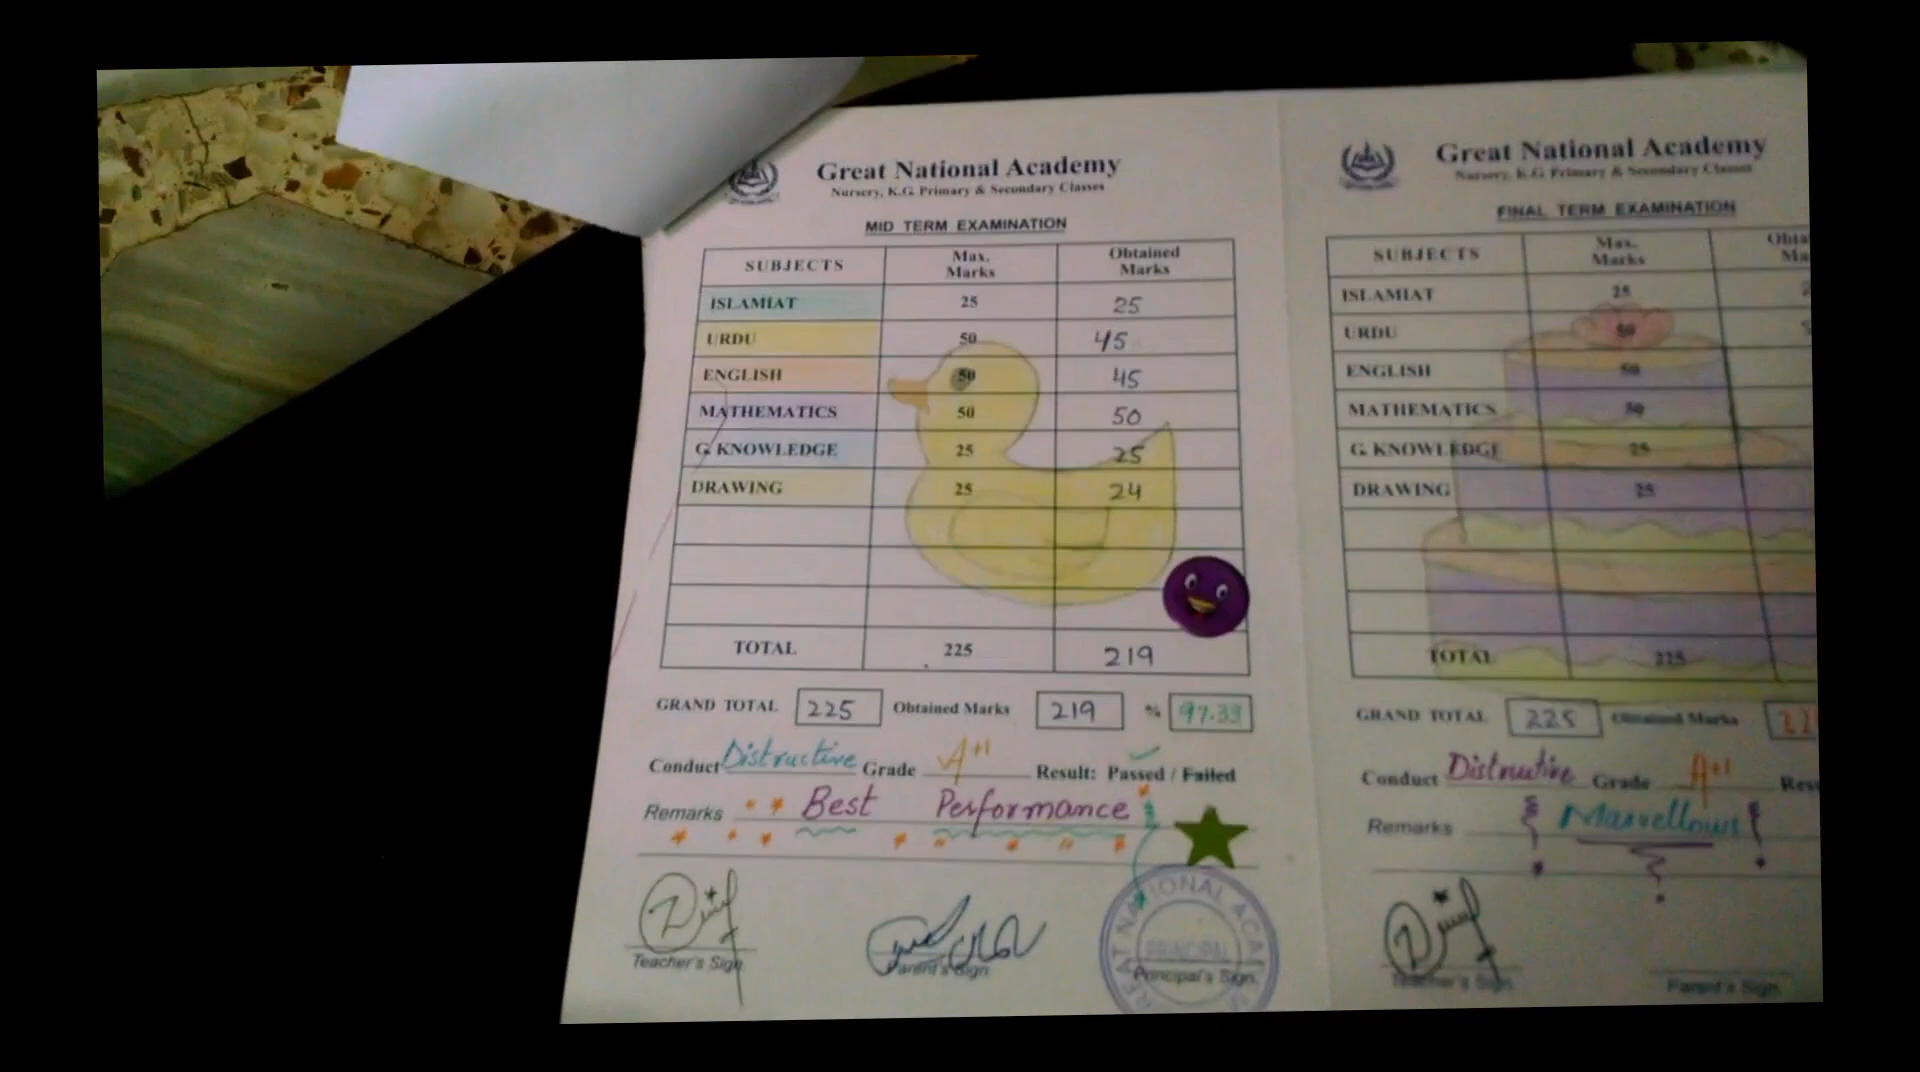 Great National Academy
Nursery, K.G. Primary & Secondary Classes
MID TERM EXAMINATION
SUBJECTS Max. Marks Obtained Marks
ISLAMIAT 25 25
URDU 50 45
ENGLISH 50 45
MATHEMATICS 50 50
G. KNOWLEDGE 25 25
DRAWING 25 24
TOTAL 225 219
GRAND TOTAL 225 Obtained Marks 219 % 97.33
Conduct Distructive Grade A+1 Result: Passed / Failed
Remarks Best Performance
Teacher's Sign Parent's Sign Principal's Sign.
PRINCIPAL
Great National Academy
Nursery, K.G. Primary & Secondary Classes
FINAL TERM EXAMINATION
SUBJECTS Max. Marks
ISLAMIAT 25
URDU 50
ENGLISH 50
MATHEMATICS 50
G. KNOWLEDGE 25
DRAWING 25
TOTAL 225
GRAND TOTAL 225 Obtained Marks
Conduct Distructive Grade A+1
Remarks Marvellows
Teacher's Sign. Parent's Sign.